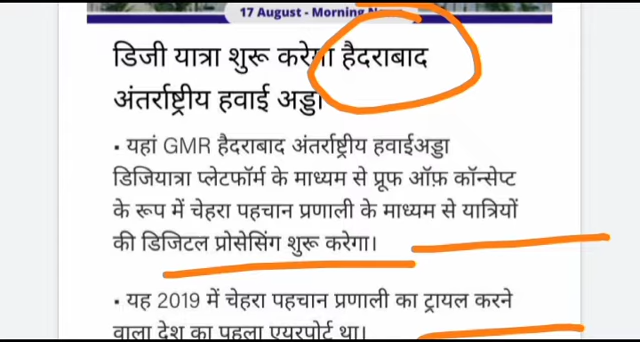 17 August - Morning News
डिजी यात्रा शुरू करेगा हैदराबाद
अंतर्राष्ट्रीय हवाई अड्डा
• यहां GMR हैदराबाद अंतर्राष्ट्रीय हवाईअड्डा
डिजियात्रा प्लेटफॉर्म के माध्यम से प्रूफ ऑफ़ कॉन्सेप्ट
के रूप में चेहरा पहचान प्रणाली के माध्यम से यात्रियों
की डिजिटल प्रोसेसिंग शुरू करेगा।
• यह 2019 में चेहरा पहचान प्रणाली का ट्रायल करने
वाला देश का पहला एयरपोर्ट था।